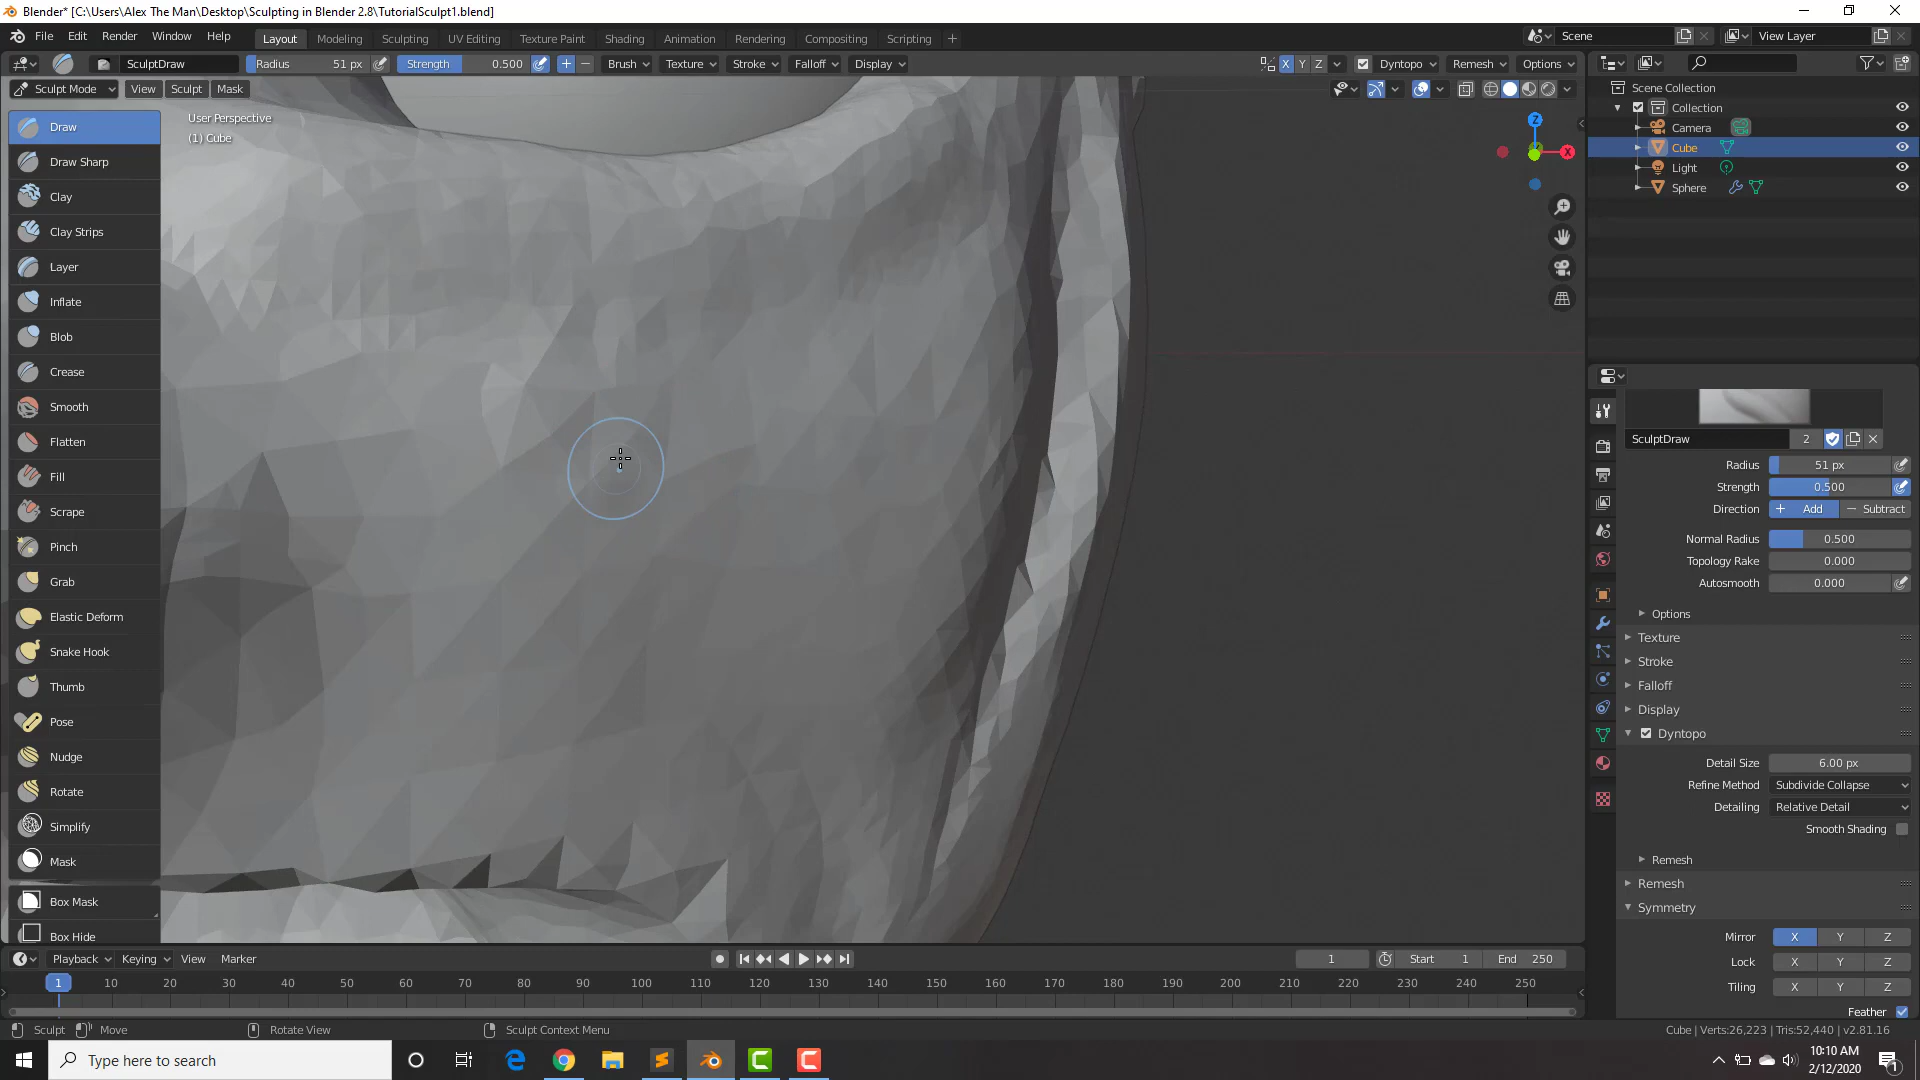 Blender* [C:\Users\Alex The Man\Desktop\Sculpting in Blender 2.8\TutorialSculpt1.blend]
File Edit Render Window Help Layout Modeling Sculpting UV Editing Texture Paint Shading Animation Rendering Compositing Scripting + Scene View Layer
SculptDraw Radius 51 px Strength 0.500 + − Brush Texture Stroke Falloff Display X Y Z Dyntopo Remesh Options
Sculpt Mode View Sculpt Mask
User Perspective
(1) Cube
Draw
Draw Sharp
Clay
Clay Strips
Layer
Inflate
Blob
Crease
Smooth
Flatten
Fill
Scrape
Pinch
Grab
Elastic Deform
Snake Hook
Thumb
Pose
Nudge
Rotate
Simplify
Mask
Box Mask
Box Hide
Z
X
Scene Collection
Collection
Camera
Cube
Light
Sphere
SculptDraw 2
Radius 51 px
Strength 0.500
Direction + Add − Subtract
Normal Radius 0.500
Topology Rake 0.000
Autosmooth 0.000
Options
Texture
Stroke
Falloff
Display
Dyntopo
Detail Size 6.00 px
Refine Method Subdivide Collapse
Detailing Relative Detail
Smooth Shading
Remesh
Remesh
Symmetry
Mirror X Y Z
Lock X Y Z
Tiling X Y Z
Feather
Playback Keying View Marker 1 Start 1 End 250
1 10 20 30 40 50 60 70 80 90 100 110 120 130 140 150 160 170 180 190 200 210 220 230 240 250
Sculpt Move Rotate View Sculpt Context Menu Cube | Verts:26,223 | Tris:52,440 | v2.81.16
Type here to search
10:10 AM
2/12/2020
1